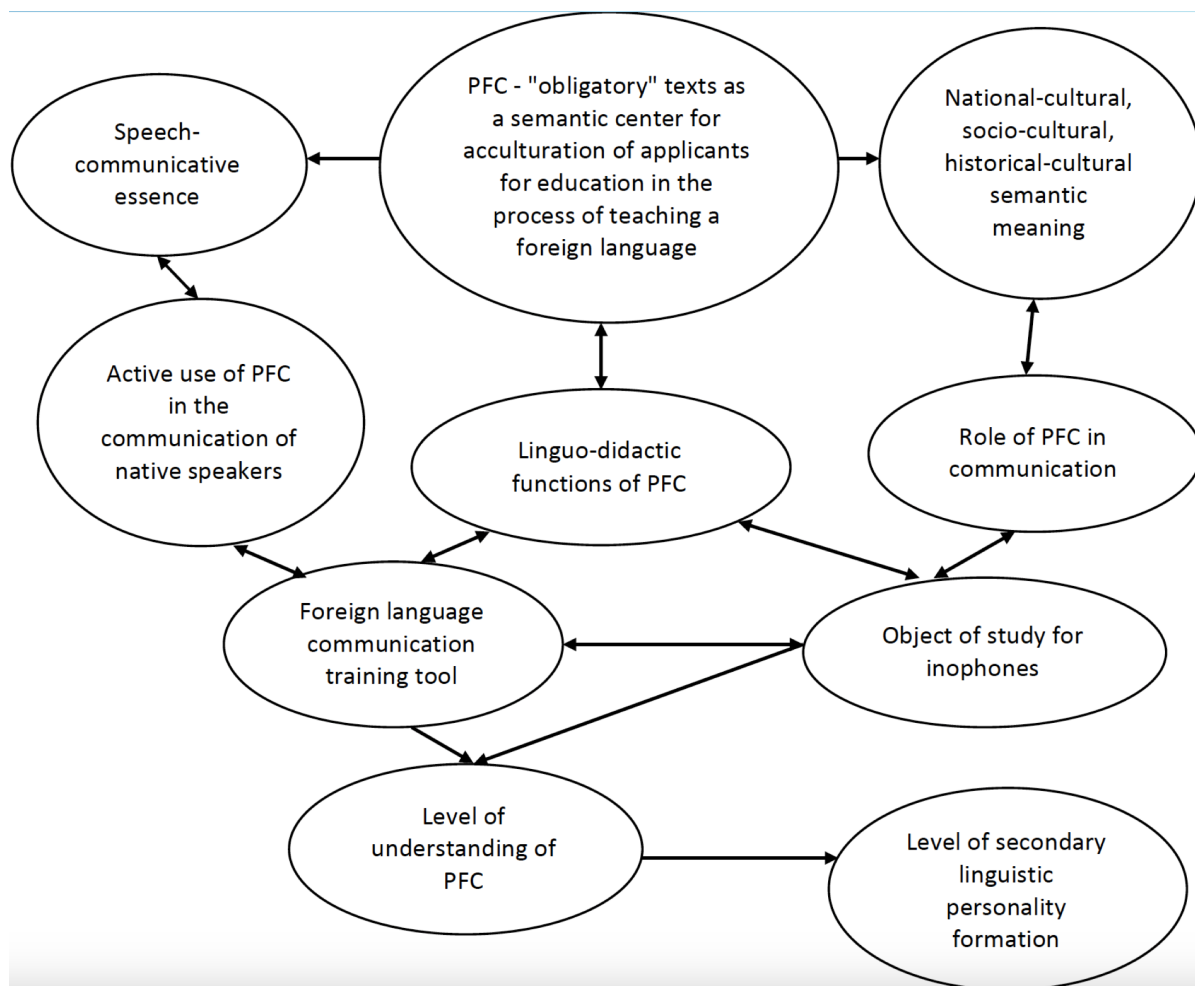 PFC - "obligatory" texts as
a semantic center for
acculturation of applicants
for education in the
process of teaching a
foreign language
Speech-
communicative
essence
National-cultural,
socio-cultural,
historical-cultural
semantic
meaning
Active use of PFC
in the
communication of
native speakers
Linguo-didactic
functions of PFC
Role of PFC in
communication
Foreign language
communication
training tool
Object of study for
inophones
Level of
understanding of
PFC
Level of secondary
linguistic
personality
formation